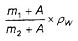 m₁ + A
m₂ + A × ρw